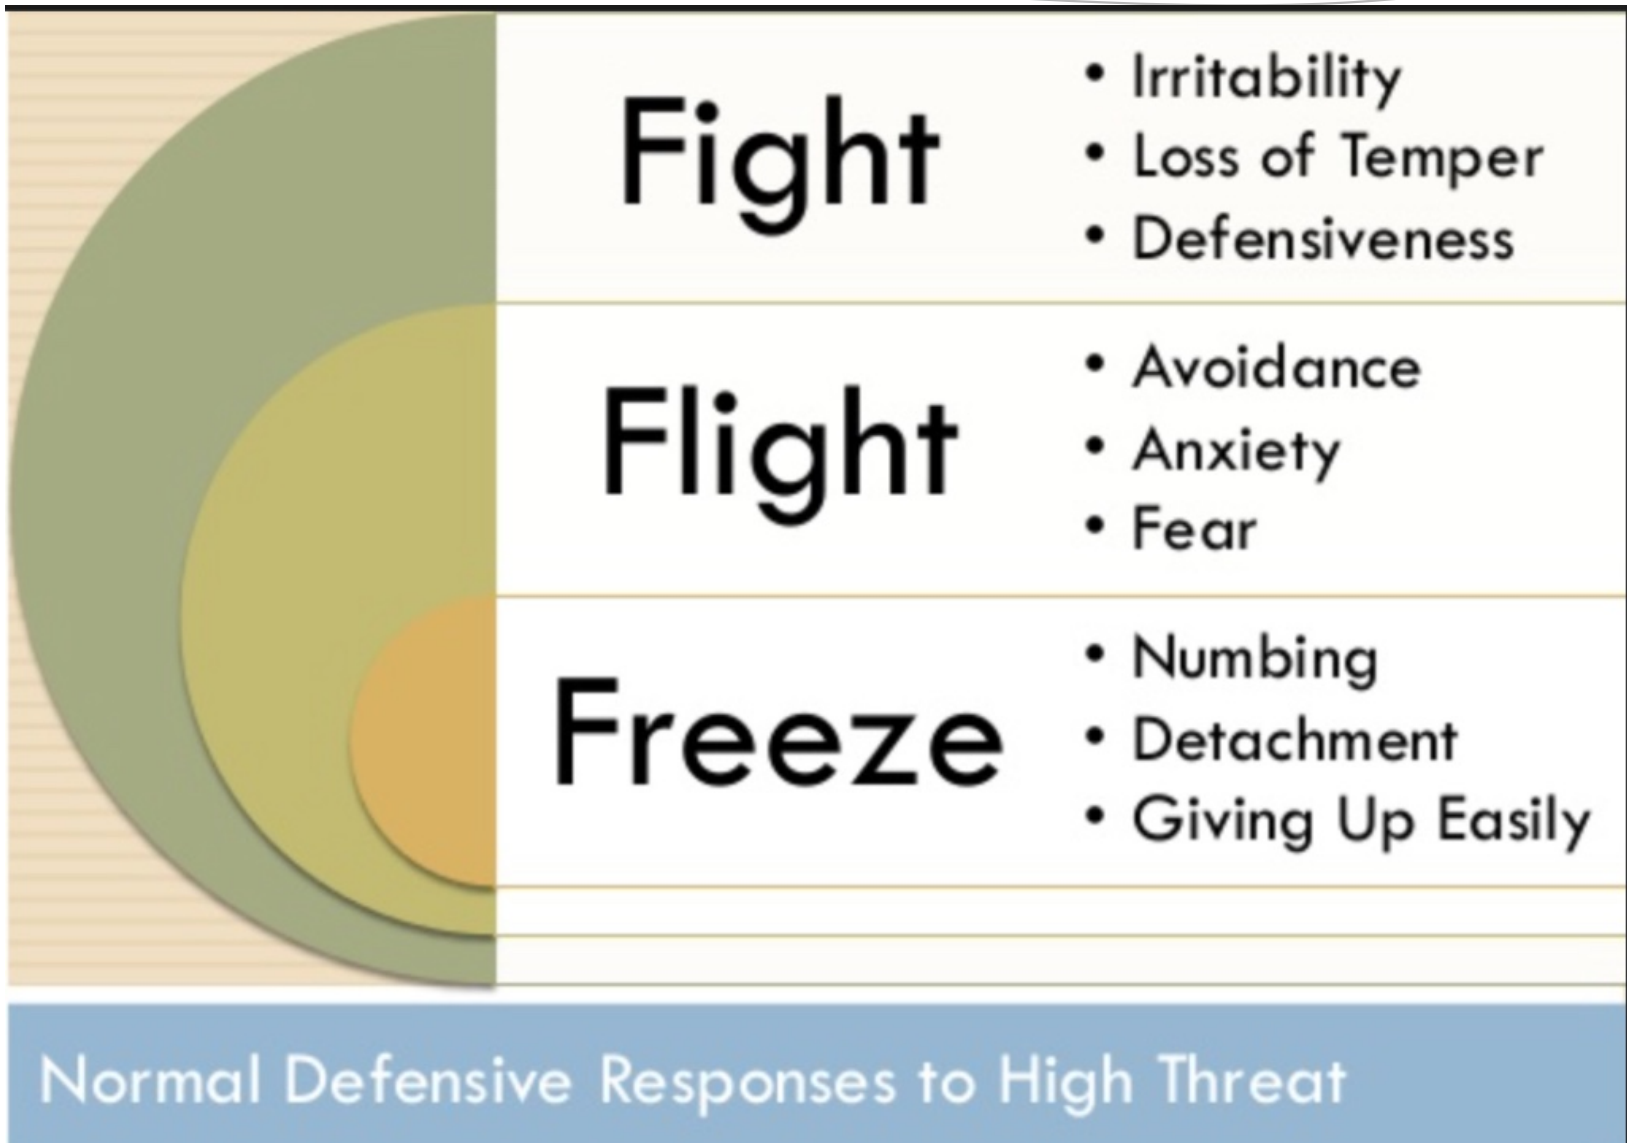 Fight
• Irritability
• Loss of Temper
• Defensiveness
Flight
• Avoidance
• Anxiety
• Fear
Freeze
• Numbing
• Detachment
• Giving Up Easily
Normal Defensive Responses to High Threat